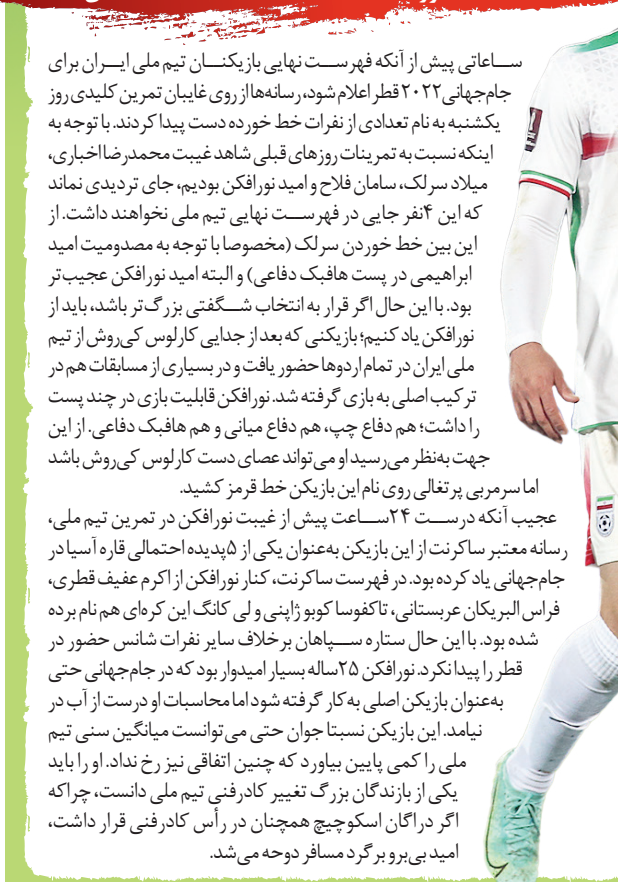 ساعاتی پیش از آنکه فهرست نهایی بازیکنان تیم ملی ایران برای
جام‌جهانی۲۰۲۲ قطر اعلام شود، رسانه‌ها از روی غایبان تمرین کلیدی روز
یکشنبه به نام تعدادی از نفرات خط خورده دست پیدا کردند. با توجه به
اینکه نسبت به تمرینات روزهای قبلی شاهد غیبت محمدرضا اخباری،
میلاد سرلک، سامان فلاح و امید نورافکن بودیم، جای تردیدی نماند
که این ۴نفر جایی در فهرست نهایی تیم ملی نخواهند داشت. از
این بین خط خوردن سرلک (مخصوصا با توجه به مصدومیت امید
ابراهیمی در پست هافبک دفاعی) و البته امید نورافکن عجیب‌تر
بود. با این حال اگر قرار به انتخاب شگفتی بزرگ‌تر باشد، باید از
نورافکن یاد کنیم؛ بازیکنی که بعد از جدایی کارلوس کی‌روش از تیم
ملی ایران در تمام اردوها حضور یافت و در بسیاری از مسابقات هم در
ترکیب اصلی به بازی گرفته شد. نورافکن قابلیت بازی در چند پست
را داشت؛ هم دفاع چپ، هم دفاع میانی و هم هافبک دفاعی. از این
جهت به‌نظر می‌رسید او می‌تواند عصای دست کارلوس کی‌روش باشد
اما سرمربی پرتغالی روی نام این بازیکن خط قرمز کشید.
عجیب آنکه درست ۲۴ساعت پیش از غیبت نورافکن در تمرین تیم ملی،
رسانه معتبر ساکرنت از این بازیکن به‌عنوان یکی از ۵پدیده احتمالی قاره آسیا در
جام‌جهانی یاد کرده بود. در فهرست ساکرنت، کنار نورافکن از اکرم عفیف قطری،
فراس البریکان عربستانی، تاکفوسا کوبو ژاپنی و لی کانگ این کره‌ای هم نام برده
شده بود. با این حال ستاره سپاهان برخلاف سایر نفرات شانس حضور در
قطر را پیدا نکرد. نورافکن ۲۵ساله بسیار امیدوار بود که در جام‌جهانی حتی
به‌عنوان بازیکن اصلی به‌کار گرفته شود اما محاسبات او درست از آب در
نیامد. این بازیکن نسبتا جوان حتی می‌توانست میانگین سنی تیم
ملی را کمی پایین بیاورد که چنین اتفاقی نیز رخ نداد. او را باید
یکی از بازندگان بزرگ تغییر کادرفنی تیم ملی دانست، چراکه
اگر دراگان اسکوچیچ همچنان در رأس کادرفنی قرار داشت،
امید بی‌برو برگرد مسافر دوحه می‌شد.